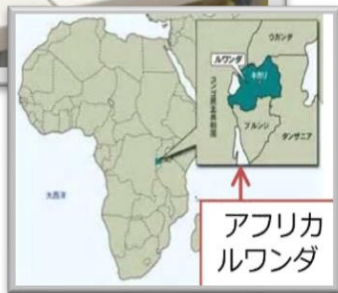 ウガンダ
ルワンダ
キガリ
コンゴ民主共和国
ブルンジ
タンザニア
大西洋
アフリカ
ルワンダ